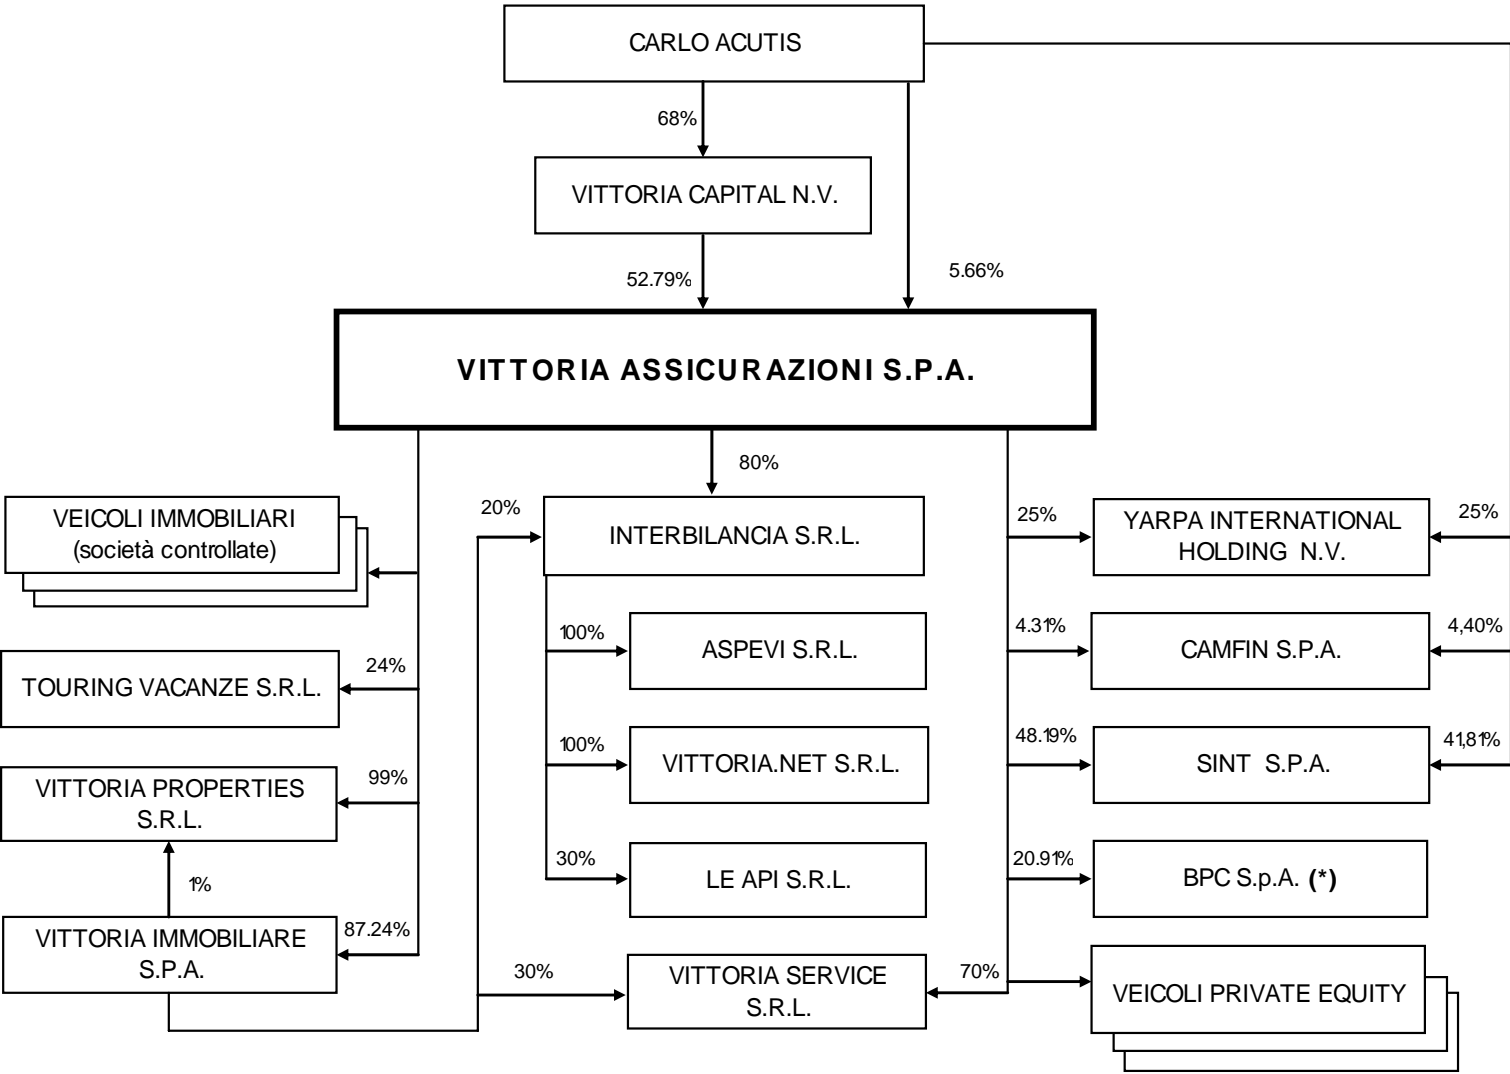 CARLO ACUTIS
68%
VITTORIA CAPITAL N.V.
52.79%
5.66%
VITTORIA ASSICURAZIONI S.P.A.
80%
VEICOLI IMMOBILIARI
(società controllate)
20%
INTERBILANCIA S.R.L.
25%
YARPA INTERNATIONAL
HOLDING N.V.
25%
100%
ASPEVI S.R.L.
4.31%
CAMFIN S.P.A.
4,40%
24%
TOURING VACANZE S.R.L.
100%
VITTORIA.NET S.R.L.
48.19%
SINT S.P.A.
41,81%
99%
VITTORIA PROPERTIES
S.R.L.
1%
30%
LE API S.R.L.
20.91%
BPC S.p.A. (*)
87.24%
VITTORIA IMMOBILIARE
S.P.A.
30%
VITTORIA SERVICE
S.R.L.
70%
VEICOLI PRIVATE EQUITY